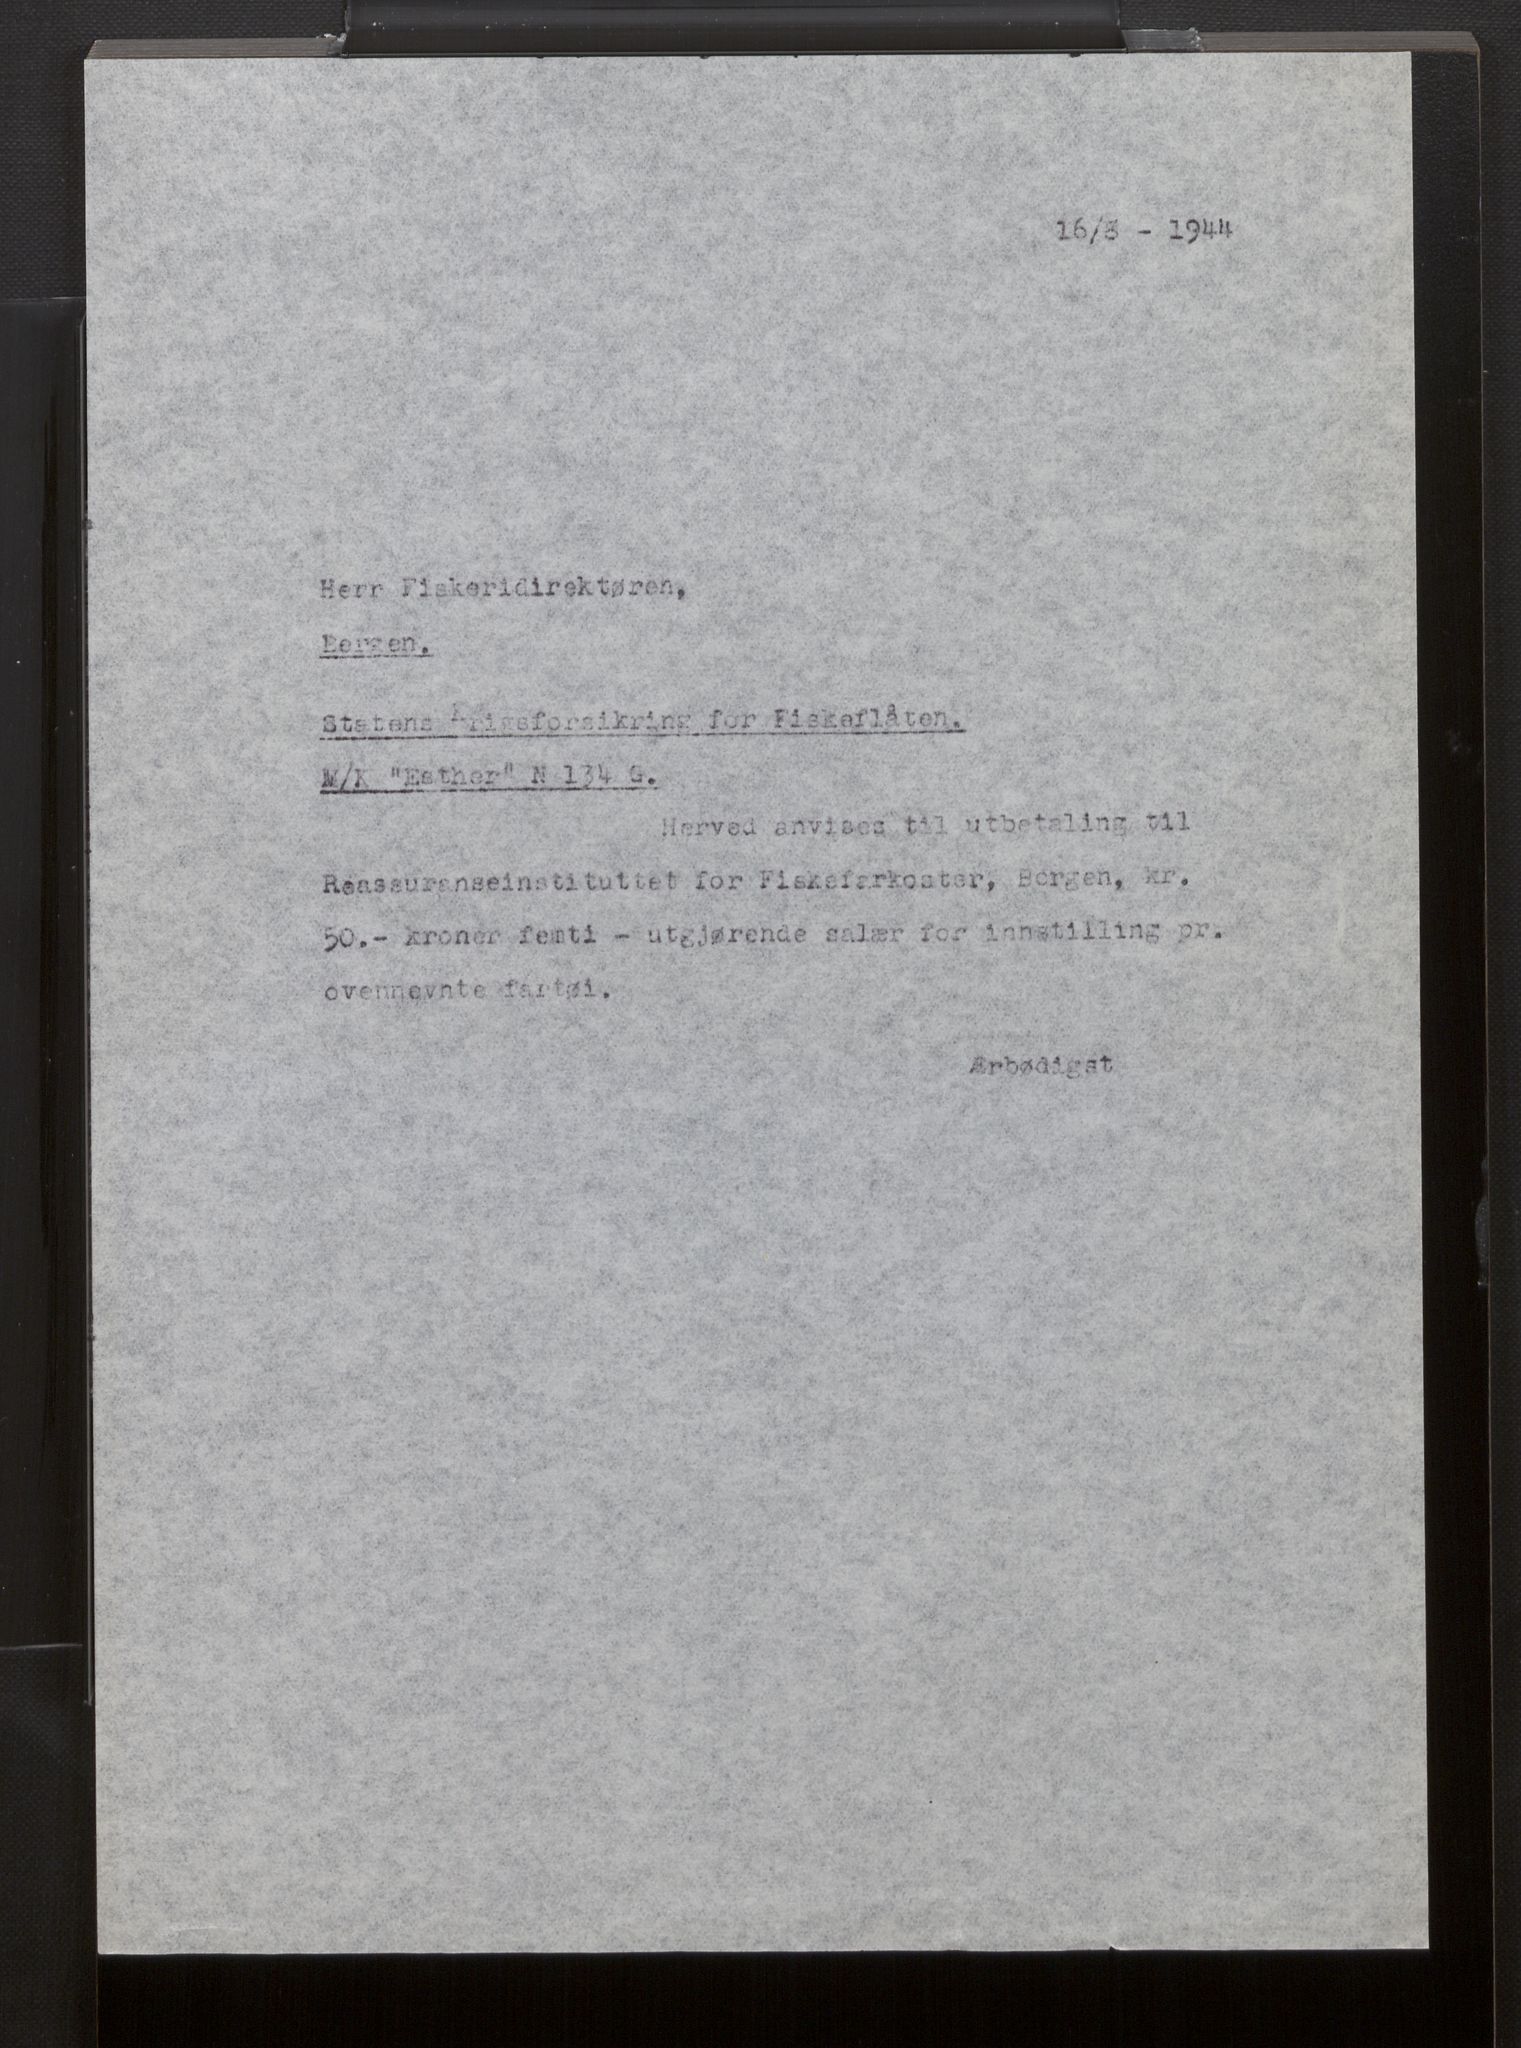 16/3 - 1944
Herr Fiskeridirektøren,
Bergen.
Statens Krigsforsikring for Fiskeflåten.
M/K "Esther" N 134 G.
Herved anvises til utbetaling til
Reassuranseinstituttet for Fiskefarkoster, Bergen, kr.
50.- kroner femti - utgjørende salær for innstilling pr.
ovennevnte fartøi.
Ærbødigst